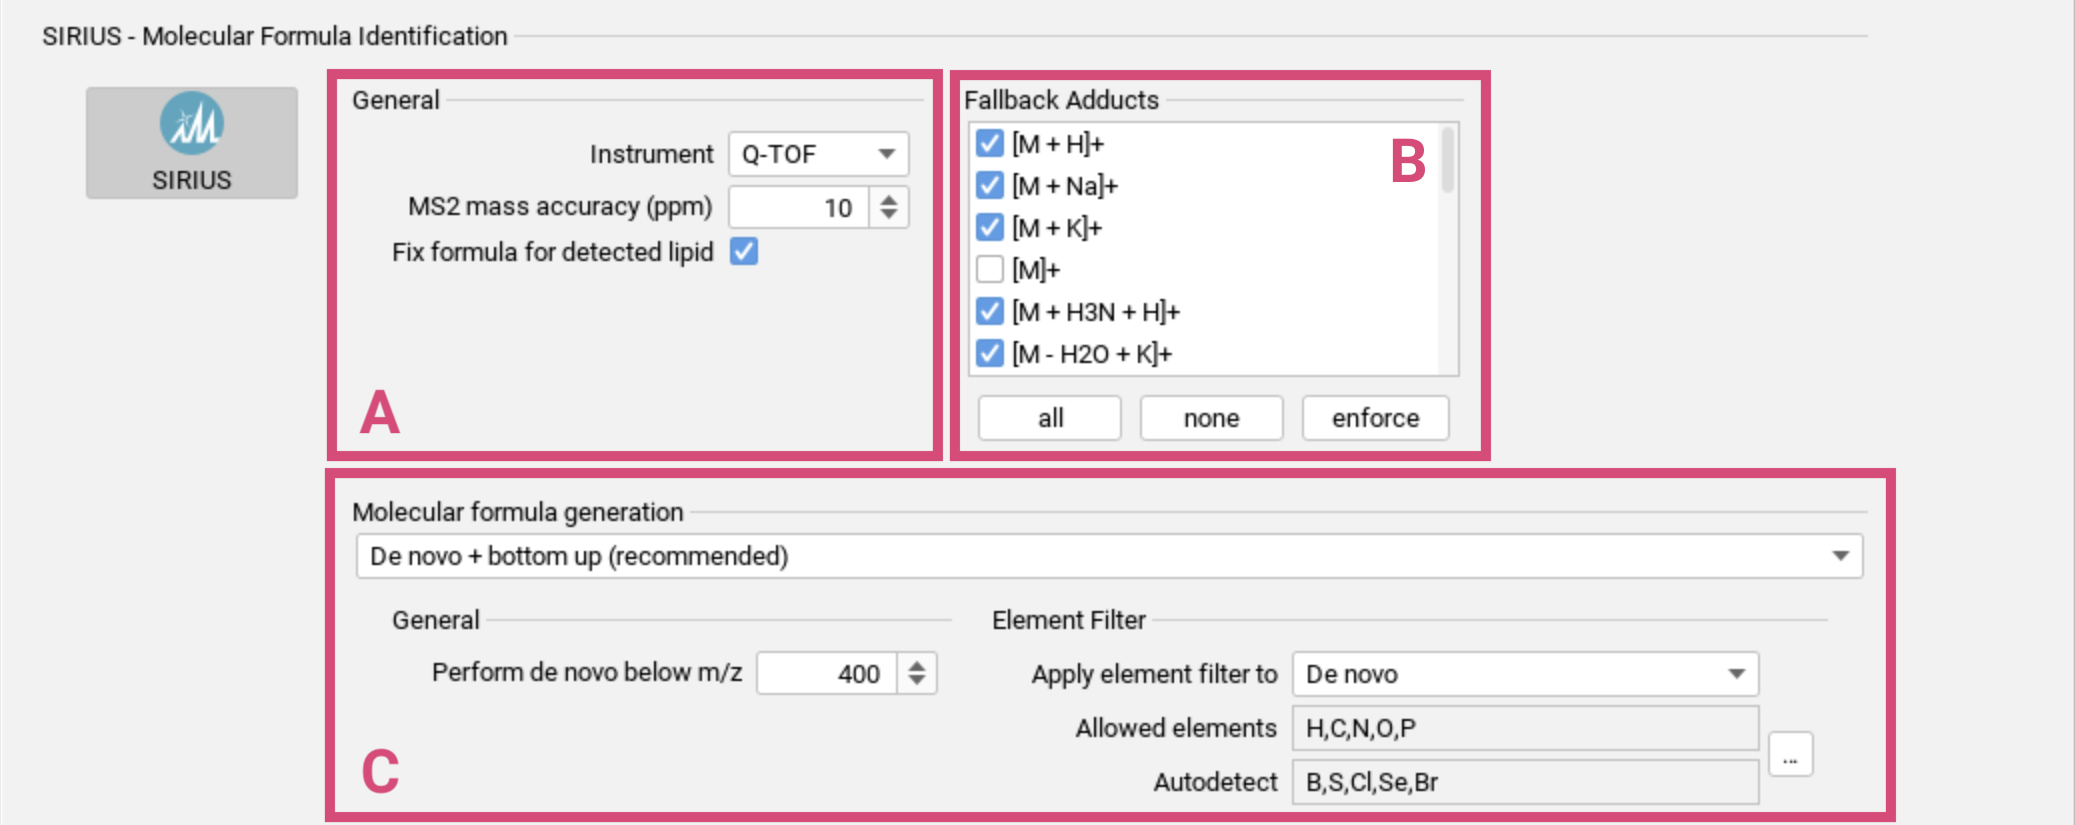 SIRIUS - Molecular Formula Identification
SIRIUS
General
Instrument Q-TOF
MS2 mass accuracy (ppm) 10
Fix formula for detected lipid
A
Fallback Adducts
[M + H]+
[M + Na]+
[M + K]+
[M]+
[M + H3N + H]+
[M - H2O + K]+
B
all none enforce
Molecular formula generation
De novo + bottom up (recommended)
General
Perform de novo below m/z 400
Element Filter
Apply element filter to De novo
Allowed elements H,C,N,O,P
Autodetect B,S,Cl,Se,Br
...
C